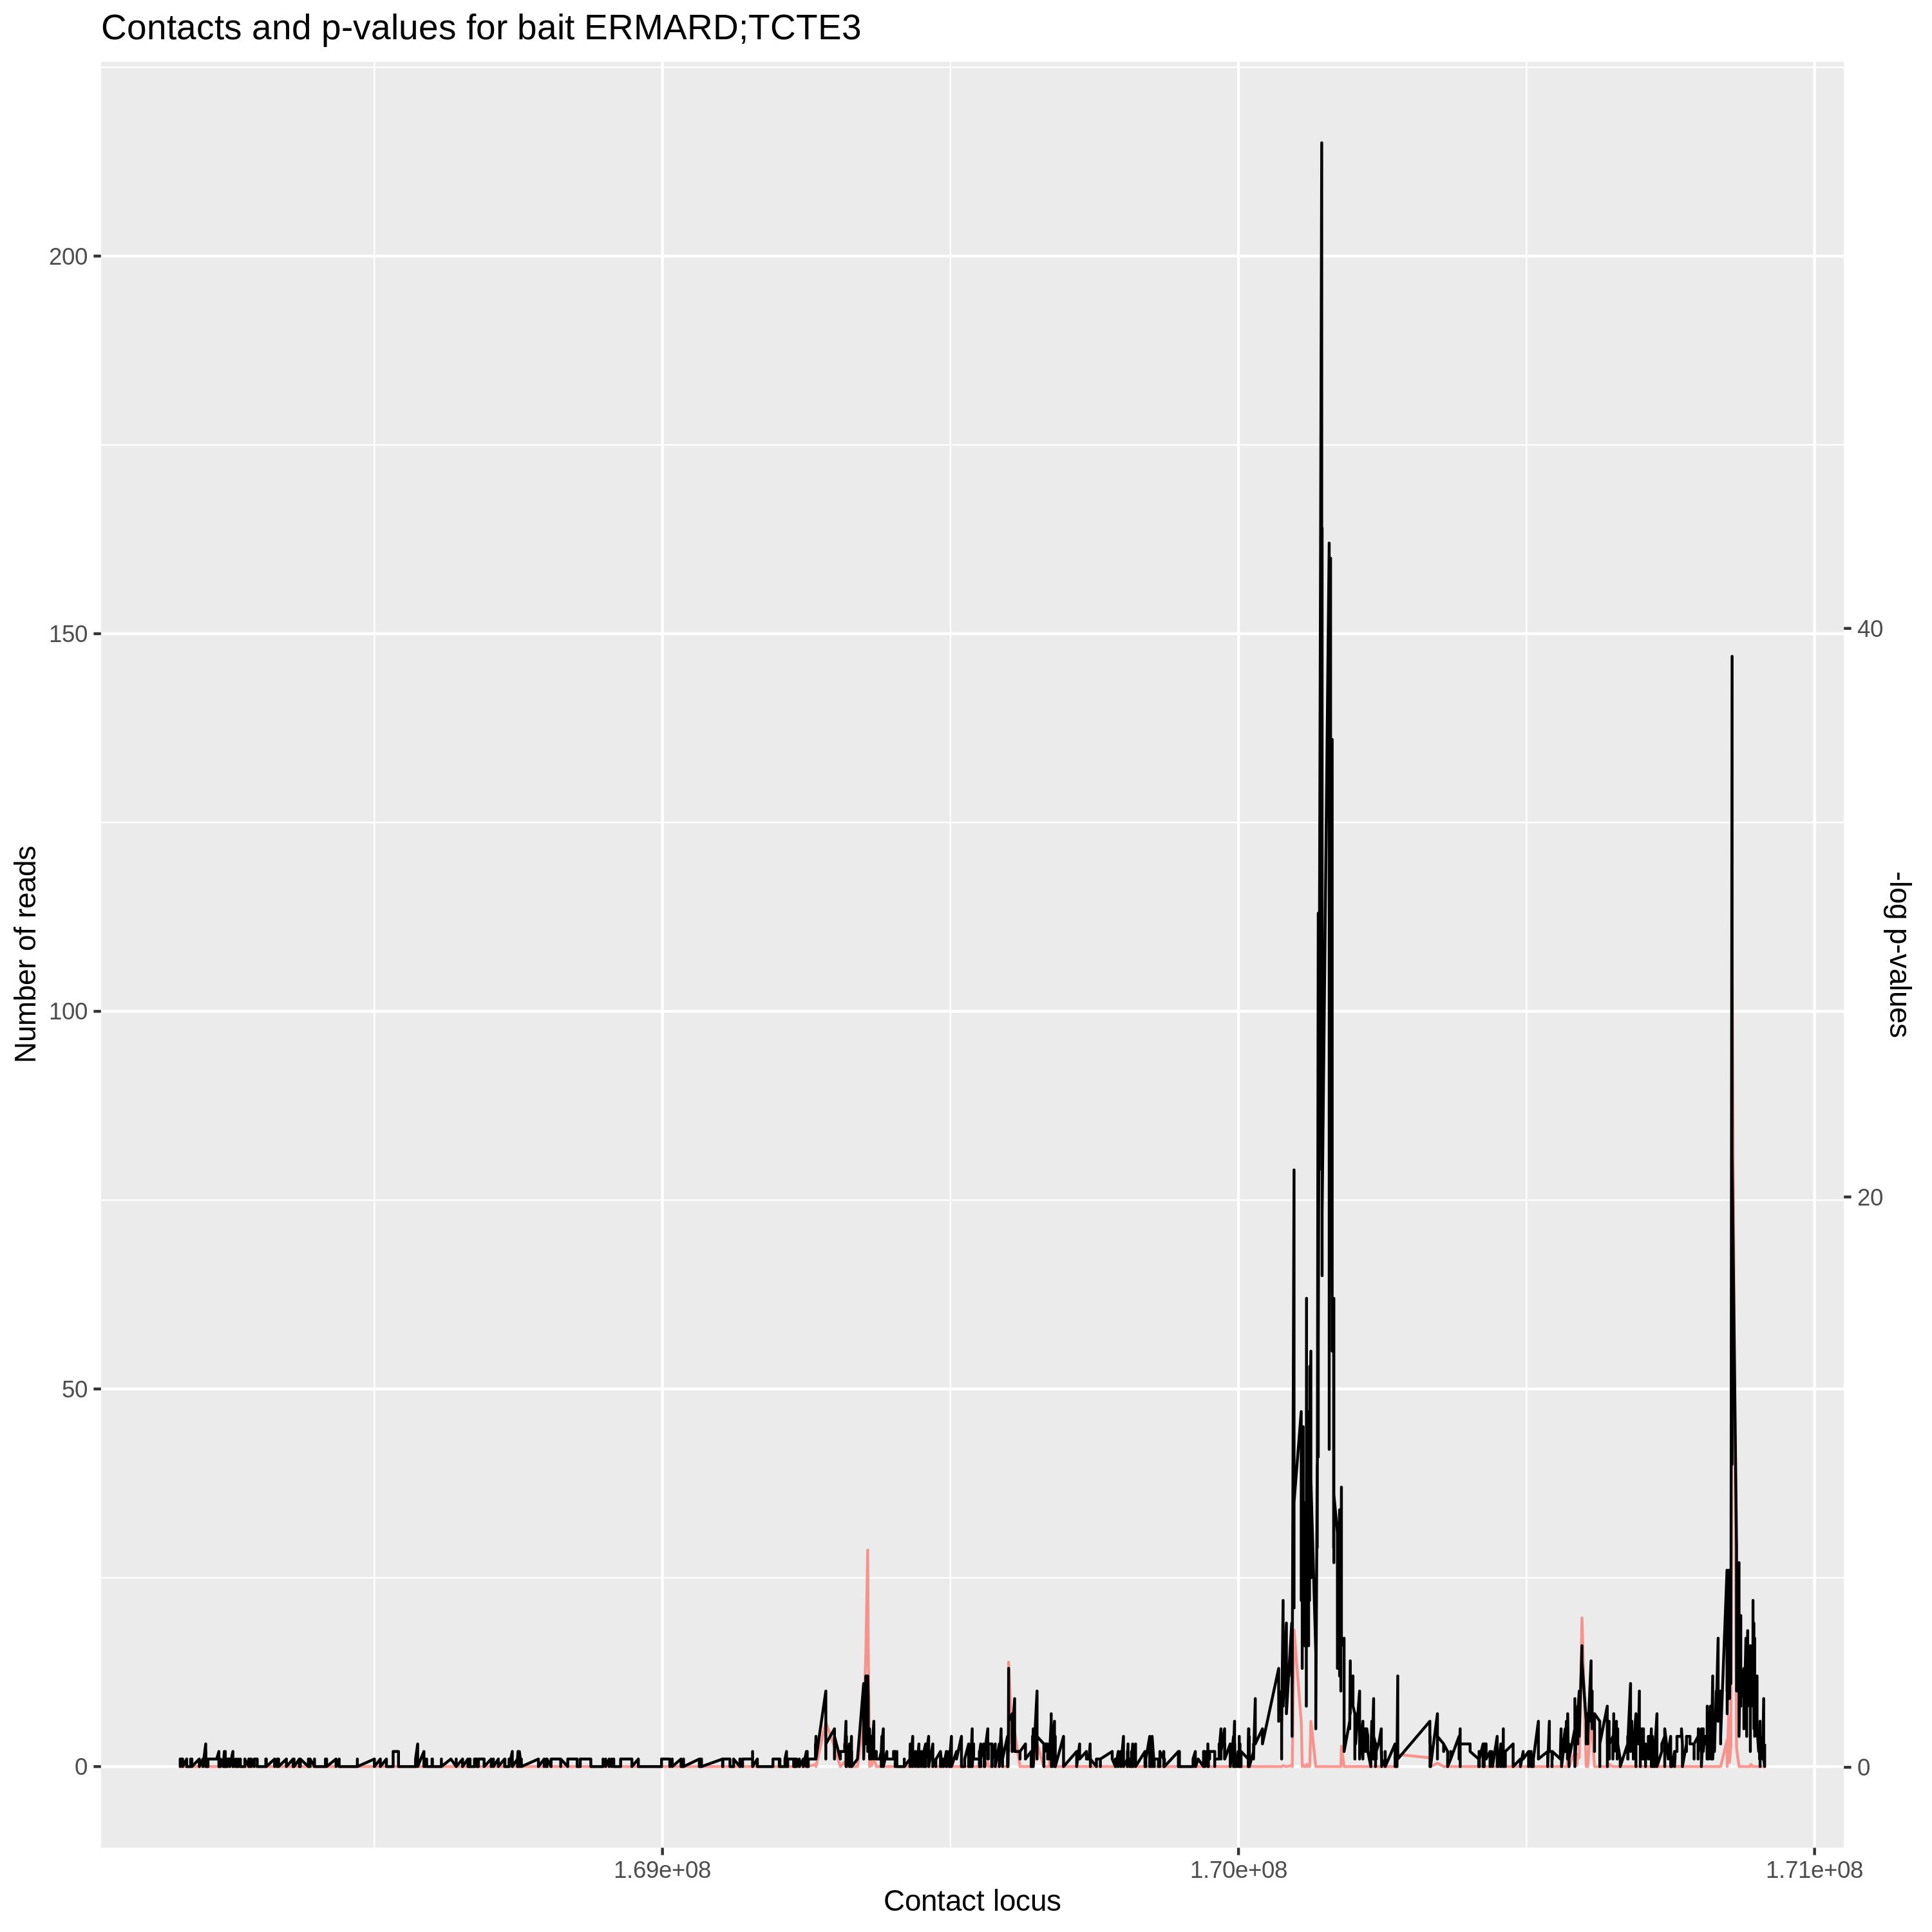 Contacts and p-values for bait ERMARD;TCTE3
200
150
100
50
0
Number of reads
40
20
0
-log p-values
1.69e+08
1.70e+08
1.71e+08
Contact locus